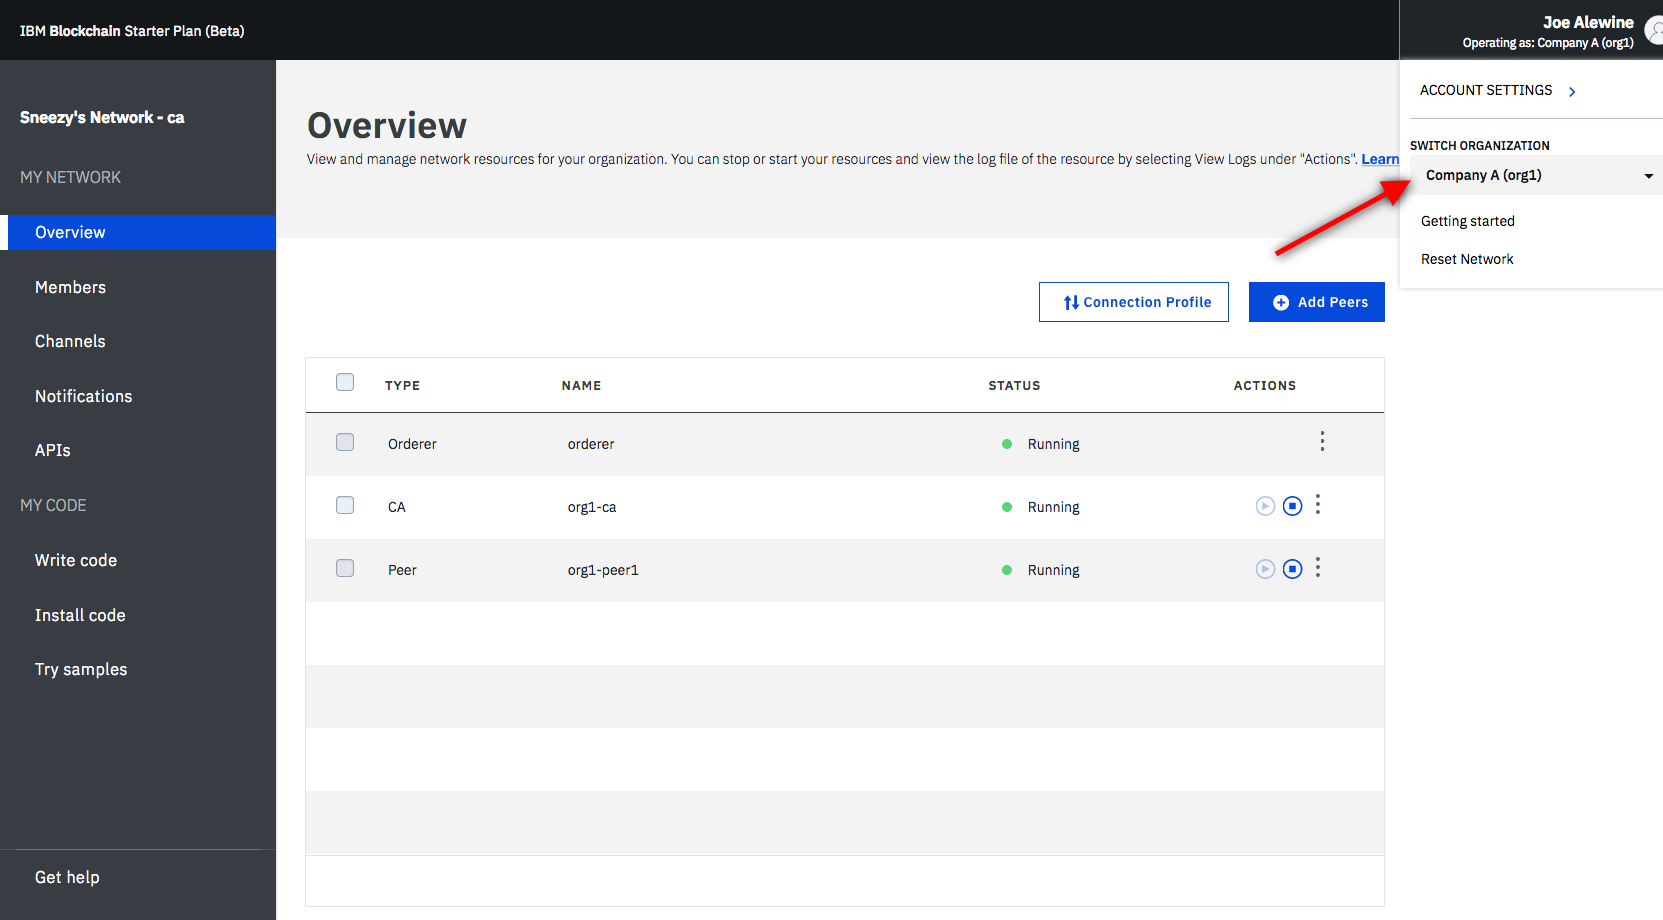 IBM Blockchain Starter Plan (Beta)
Joe Alewine
Operating as: Company A (org1)
Sneezy's Network - ca
MY NETWORK
Overview
Members
Channels
Notifications
APIs
MY CODE
Write code
Install code
Try samples
Get help
Overview
View and manage network resources for your organization. You can stop or start your resources and view the log file of the resource by selecting View Logs under "Actions". Learn
ACCOUNT SETTINGS
SWITCH ORGANIZATION
Company A (org1)
Getting started
Reset Network
Connection Profile
Add Peers
TYPE NAME STATUS ACTIONS
Orderer orderer Running
CA org1-ca Running
Peer org1-peer1 Running